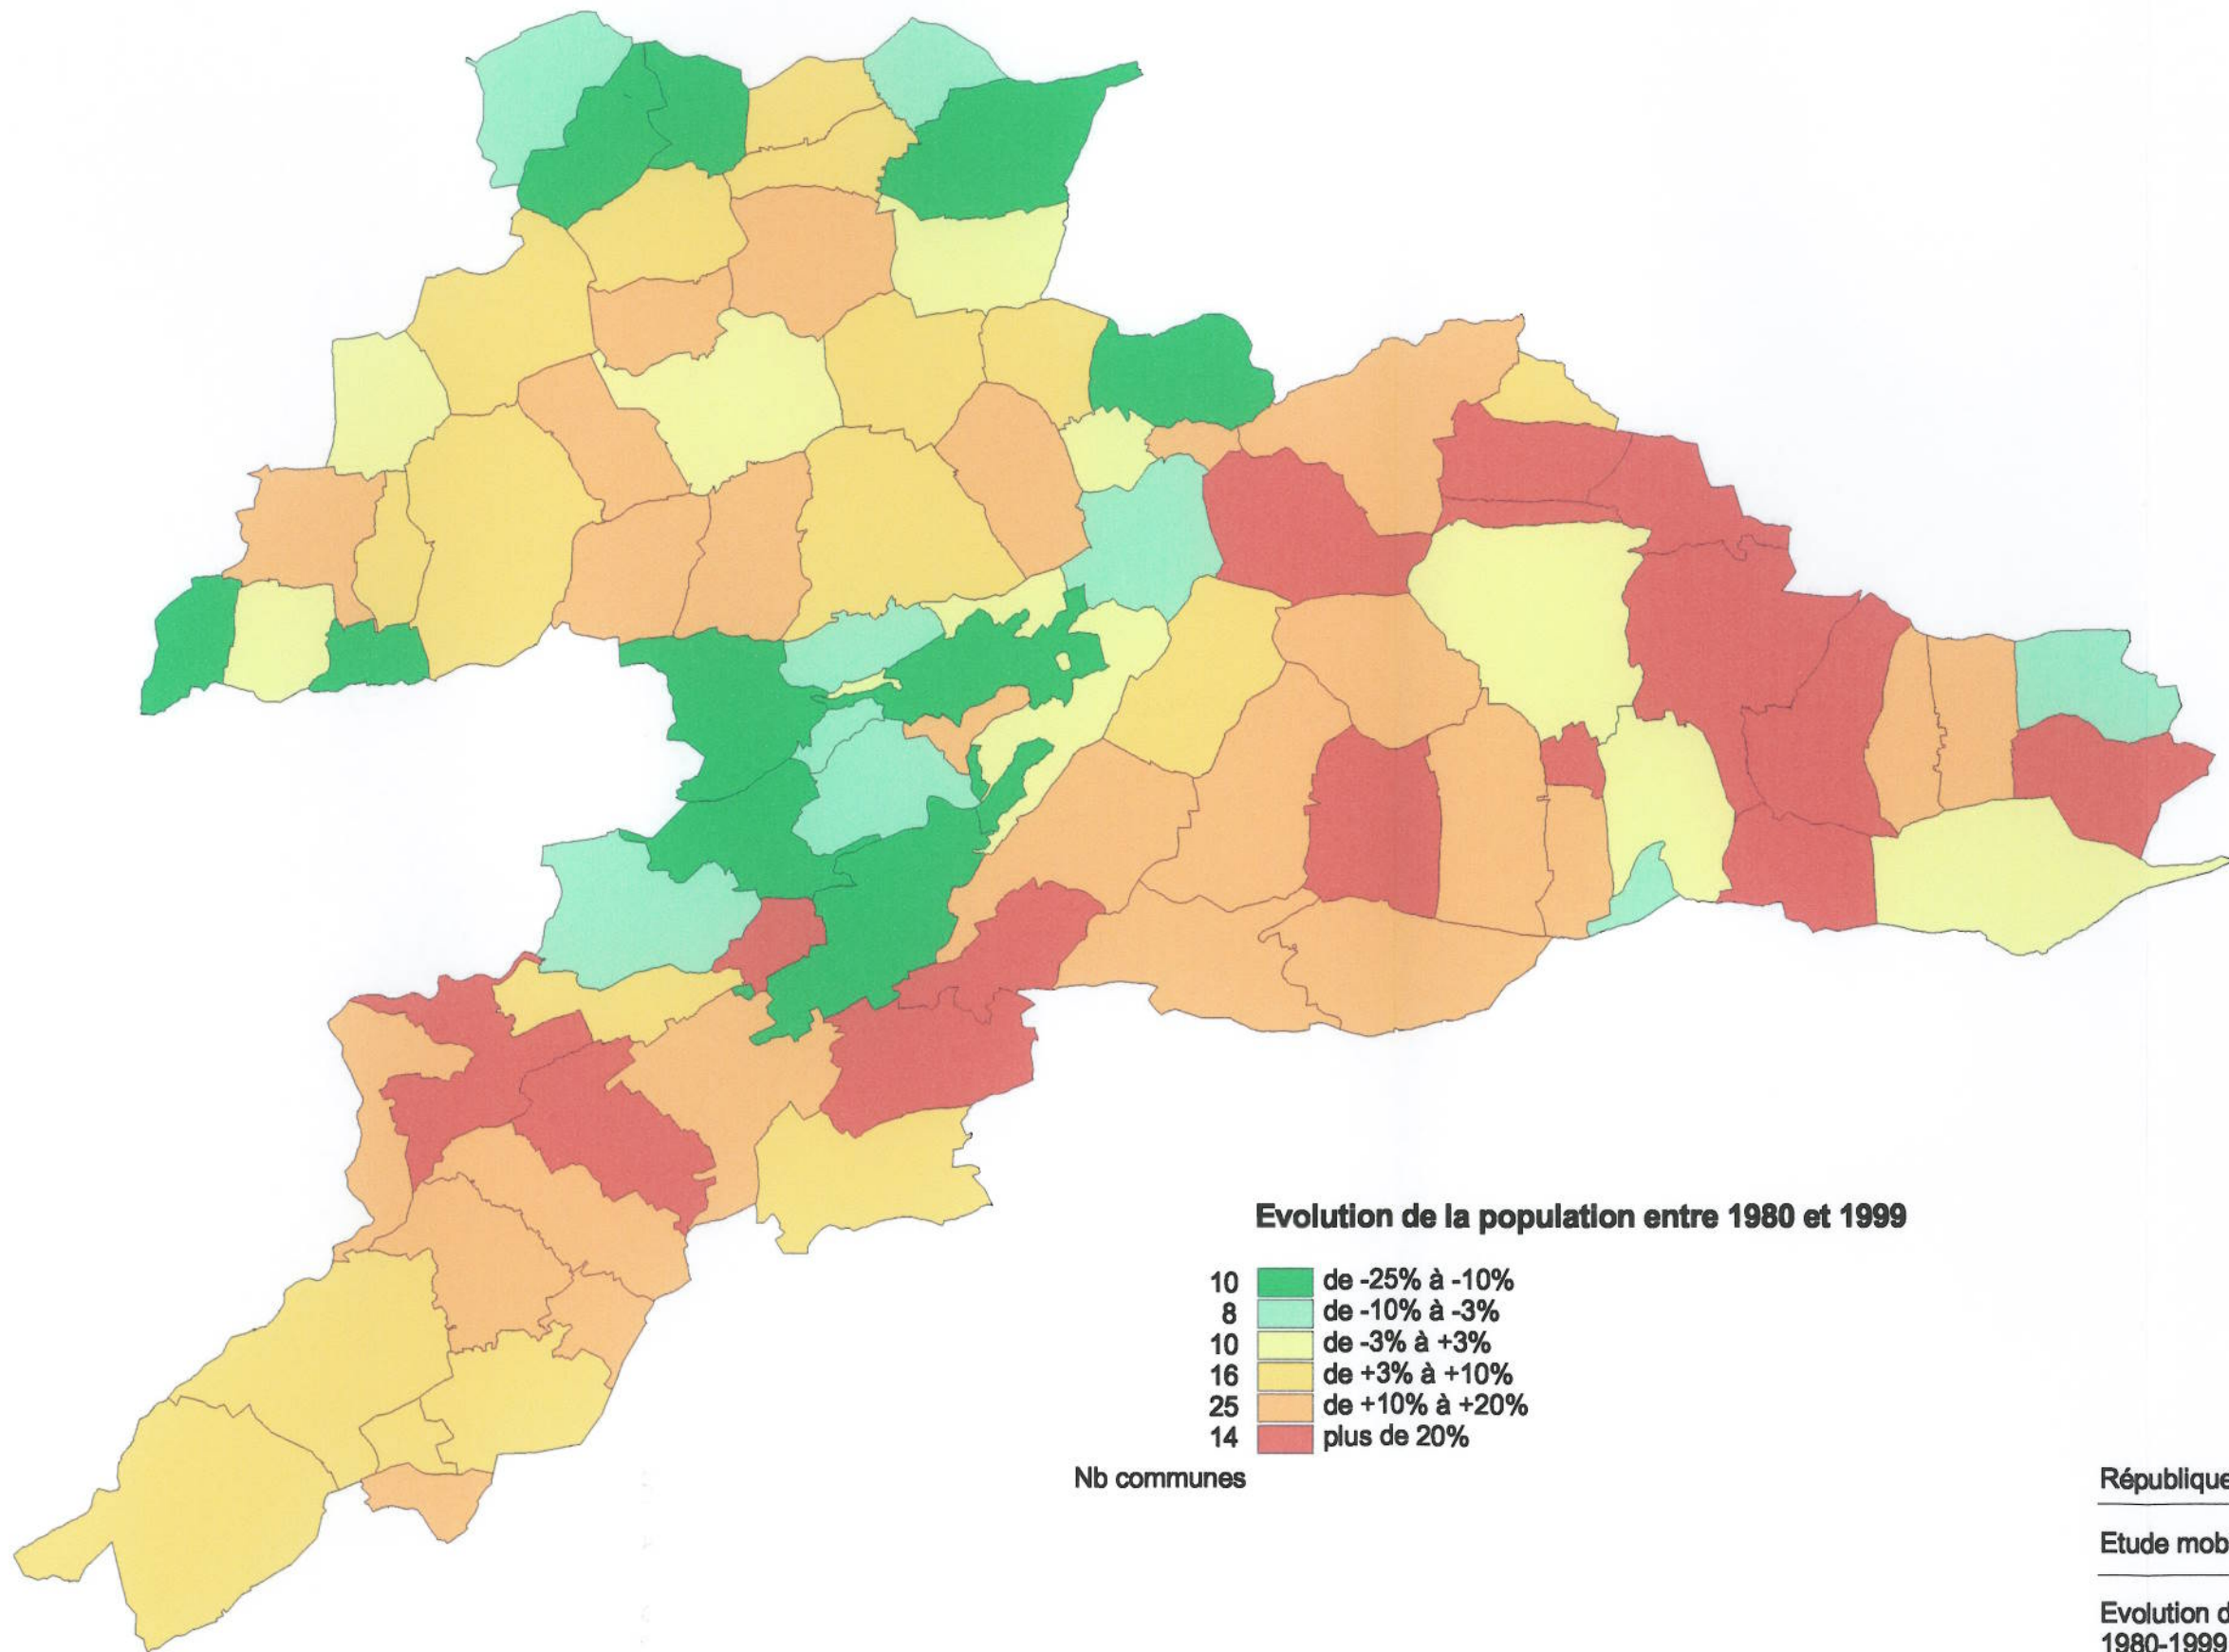 Evolution de la population entre 1980 et 1999
10 de -25% à -10%
8 de -10% à -3%
10 de -3% à +3%
16 de +3% à +10%
25 de +10% à +20%
14 plus de 20%
Nb communes
République
Etude mob
Evolution d
1980-1999